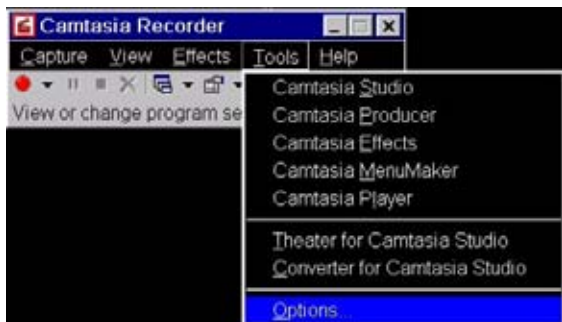 Camtasia Recorder
Capture View Effects Tools Help
View or change program se
Camtasia Studio
Camtasia Producer
Camtasia Effects
Camtasia MenuMaker
Camtasia Player
Theater for Camtasia Studio
Converter for Camtasia Studio
Options...